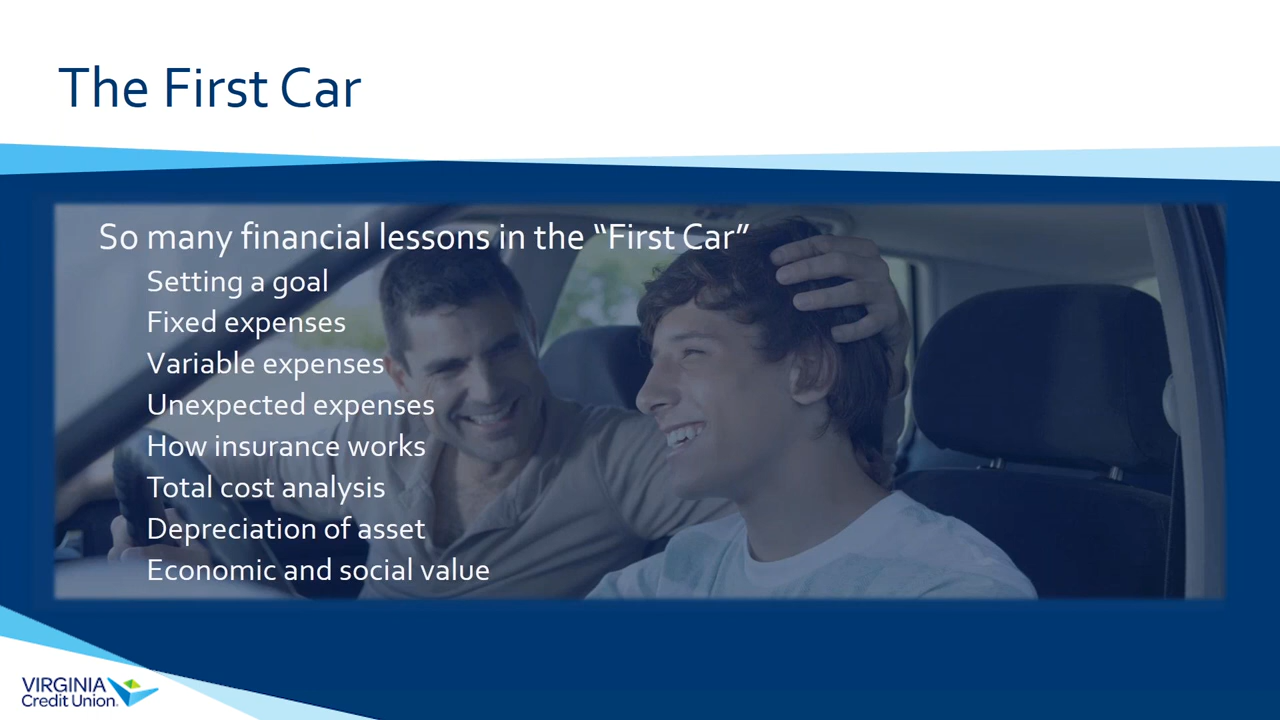 The First Car
So many financial lessons in the “First Car”
Setting a goal
Fixed expenses
Variable expenses
Unexpected expenses
How insurance works
Total cost analysis
Depreciation of asset
Economic and social value
VIRGINIA
Credit Union